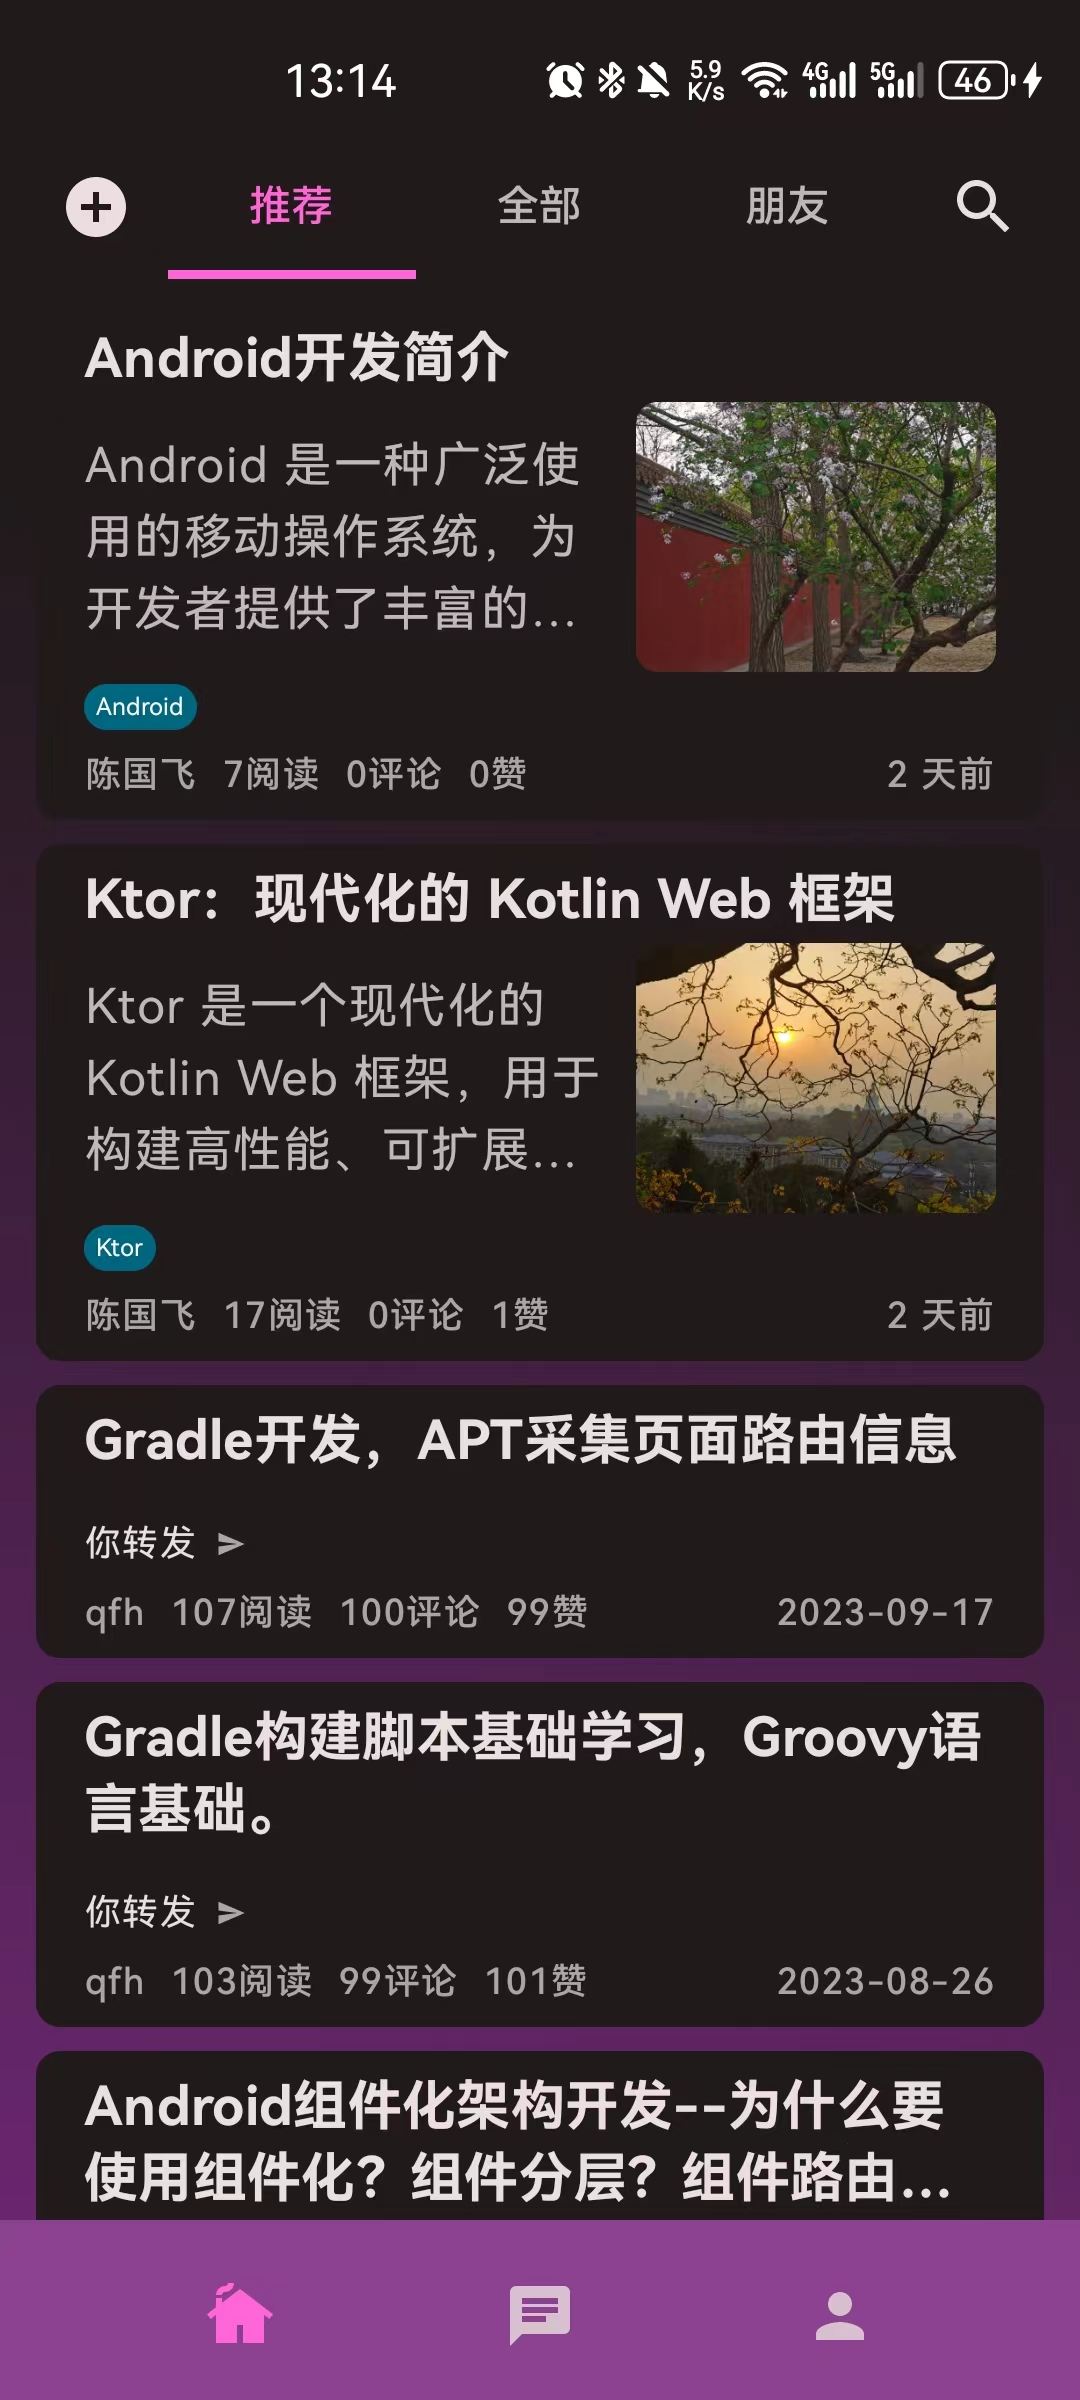 13:14
5.9
K/s
4G
5G
46
推荐
全部
朋友
Android开发简介
Android 是一种广泛使
用的移动操作系统，为
开发者提供了丰富的...
Android
陈国飞 7阅读 0评论 0赞
2 天前
Ktor：现代化的 Kotlin Web 框架
Ktor 是一个现代化的
Kotlin Web 框架，用于
构建高性能、可扩展...
Ktor
陈国飞 17阅读 0评论 1赞
2 天前
Gradle开发，APT采集页面路由信息
你转发
qfh 107阅读 100评论 99赞
2023-09-17
Gradle构建脚本基础学习，Groovy语
言基础。
你转发
qfh 103阅读 99评论 101赞
2023-08-26
Android组件化架构开发--为什么要
使用组件化？组件分层？组件路由...